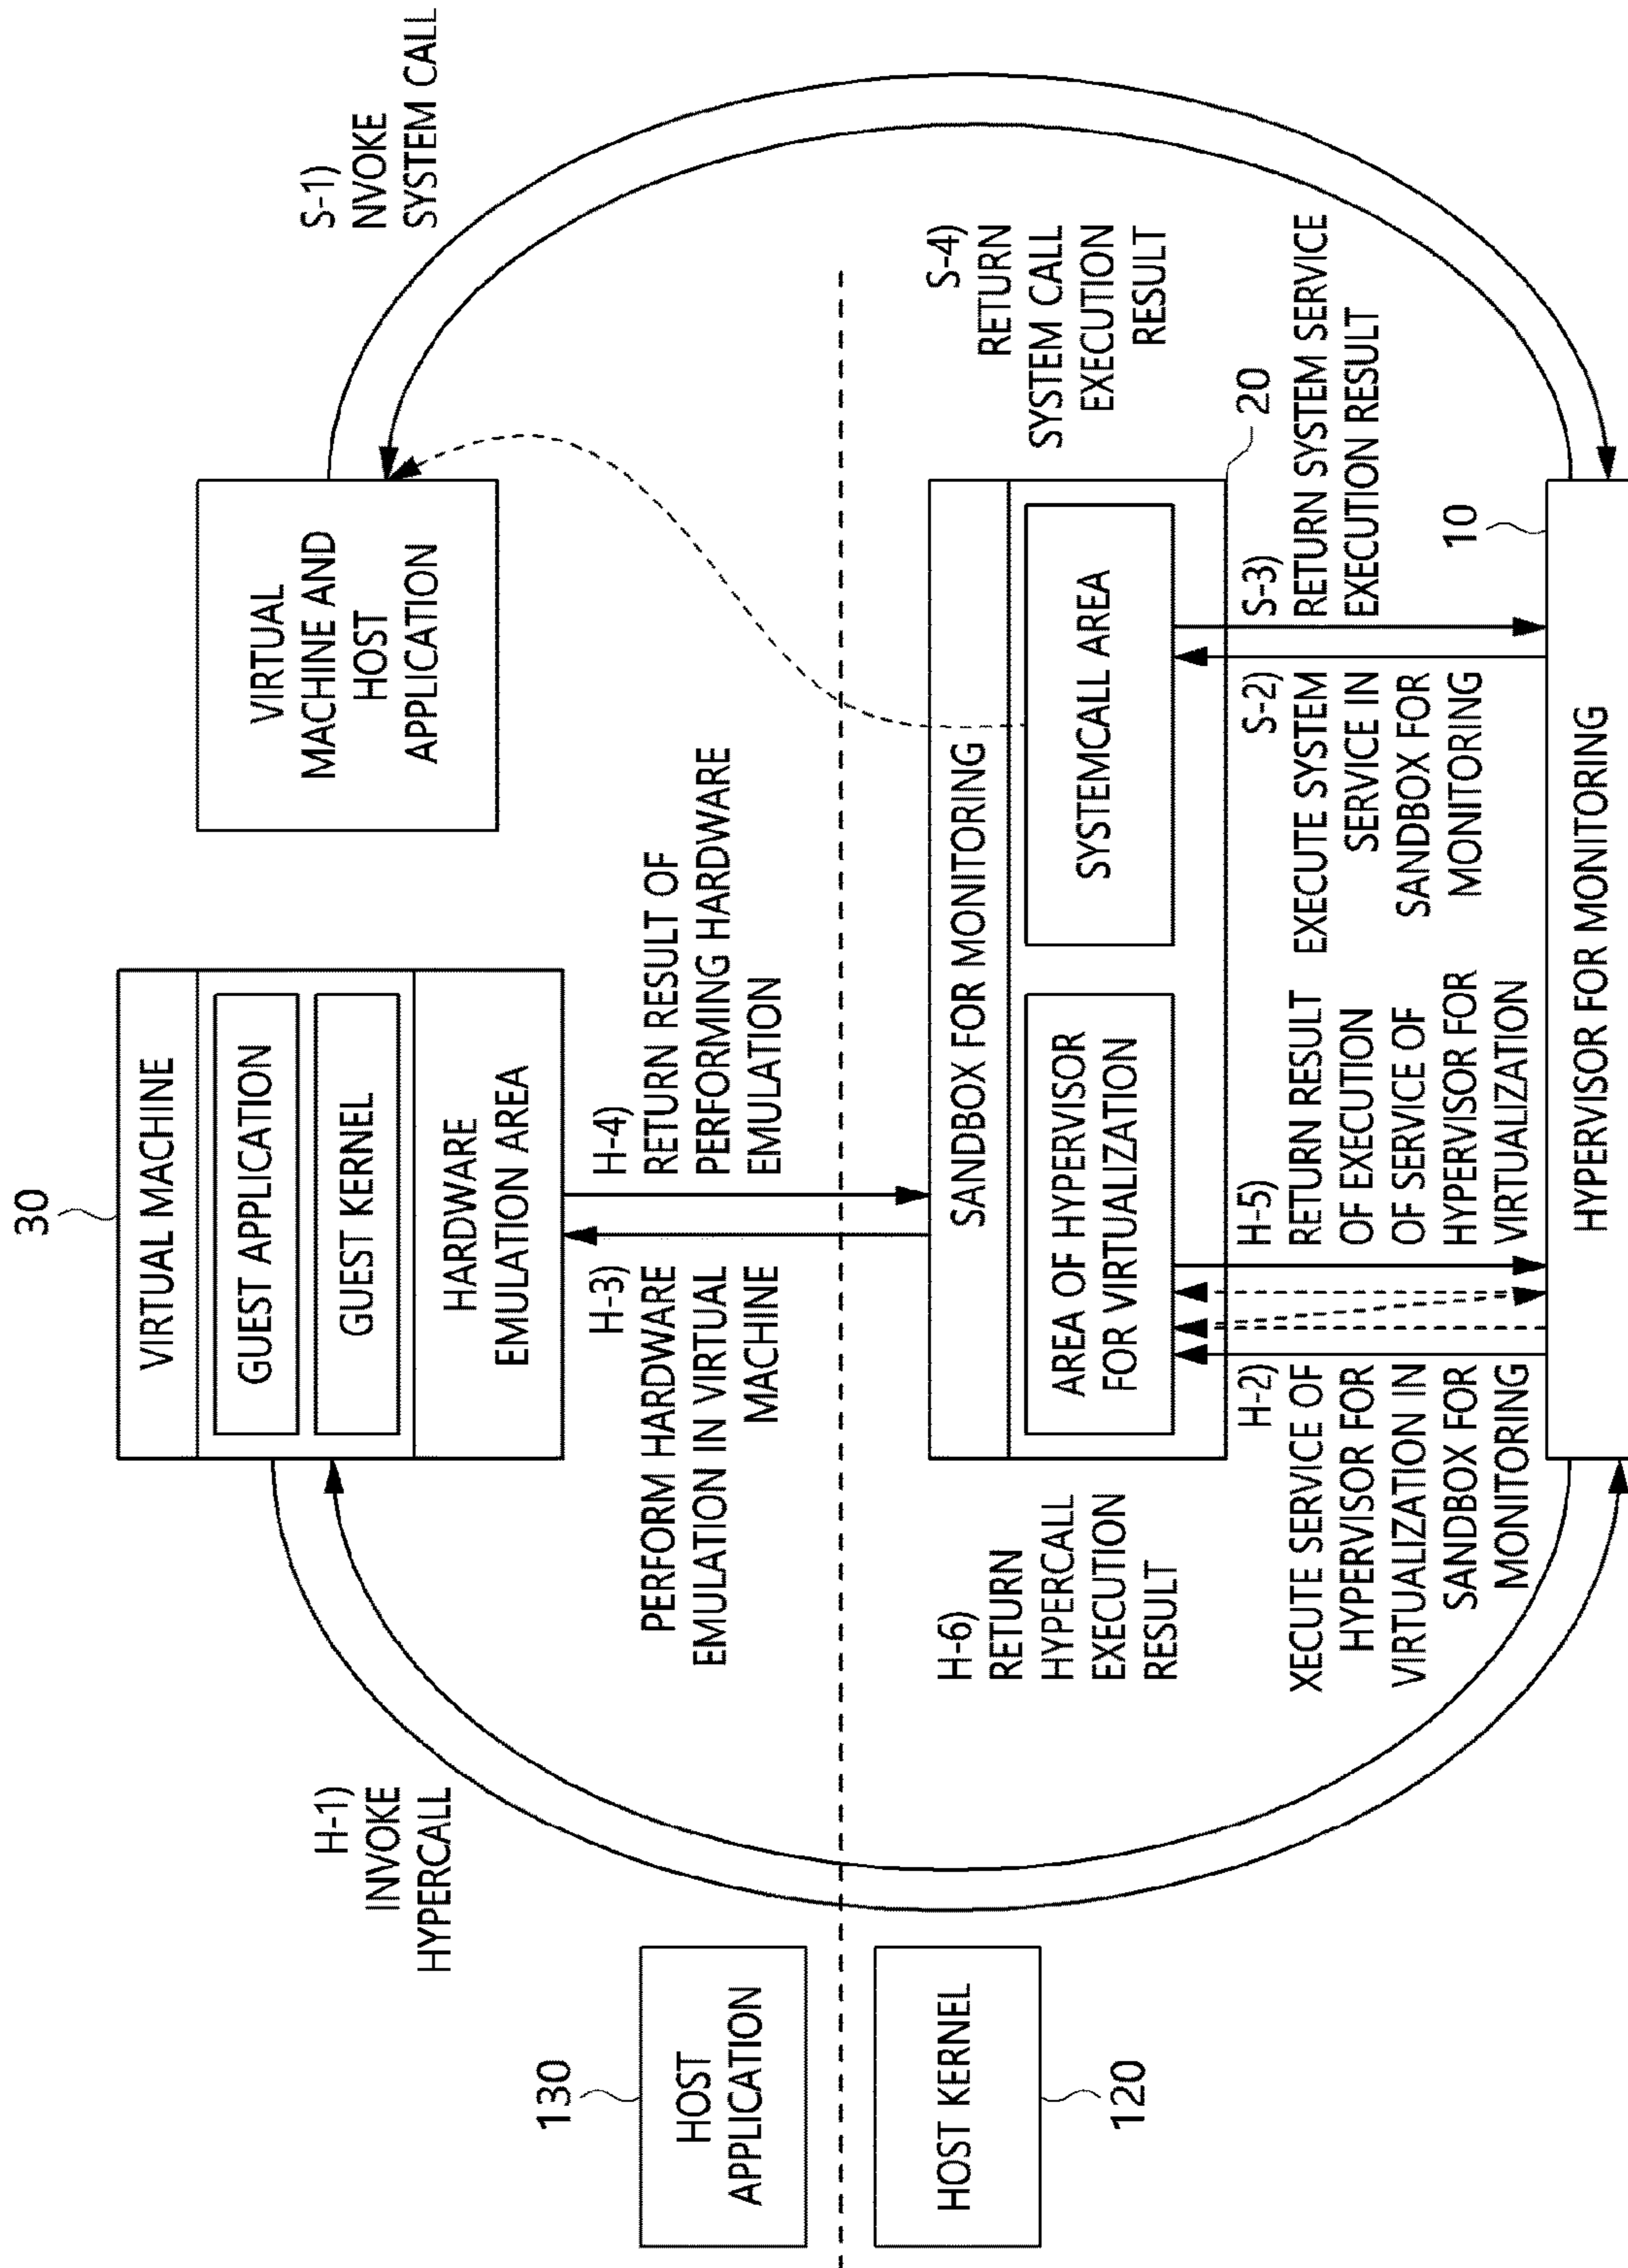 30
VIRTUAL MACHINE
GUEST APPLICATION
GUEST KERNEL
HARDWARE
EMULATION AREA
VIRTUAL
MACHINE AND
HOST
APPLICATION
S-1)
NVOKE
SYSTEM CALL
H-1)
INVOKE
HYPERCALL
H-3)
PERFORM HARDWARE
EMULATION IN VIRTUAL
MACHINE
H-4)
RETURN RESULT OF
PERFORMING HARDWARE
EMULATION
130
HOST
APPLICATION
HOST KERNEL
120
H-6)
RETURN
HYPERCALL
EXECUTION
RESULT
SANDBOX FOR MONITORING
AREA OF HYPERVISOR
FOR VIRTUALIZATION
SYSTEMCALL AREA
20
S-4)
RETURN
SYSTEM CALL
EXECUTION
RESULT
H-2)
XECUTE SERVICE OF
HYPERVISOR FOR
VIRTUALIZATION IN
SANDBOX FOR
MONITORING
H-5)
RETURN RESULT
OF EXECUTION
OF SERVICE OF
HYPERVISOR FOR
VIRTUALIZATION
S-2)
EXECUTE SYSTEM
SERVICE IN
SANDBOX FOR
MONITORING
S-3)
RETURN SYSTEM SERVICE
EXECUTION RESULT
10
HYPERVISOR FOR MONITORING